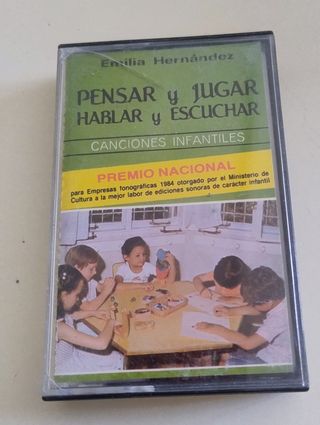 Emilia Hernández
PENSAR y JUGAR
HABLAR y ESCUCHAR
CANCIONES INFANTILES
PREMIO NACIONAL
para Empresas fonográficas 1984 otorgado por el Ministerio de
Cultura a la mejor labor de ediciones sonoras de carácter infantil